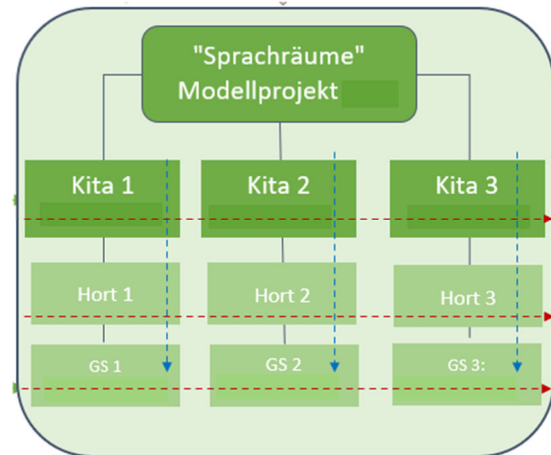 "Sprachräume"
Modellprojekt
Kita 1
Kita 2
Kita 3
Hort 1
Hort 2
Hort 3
GS 1
GS 2
GS 3: